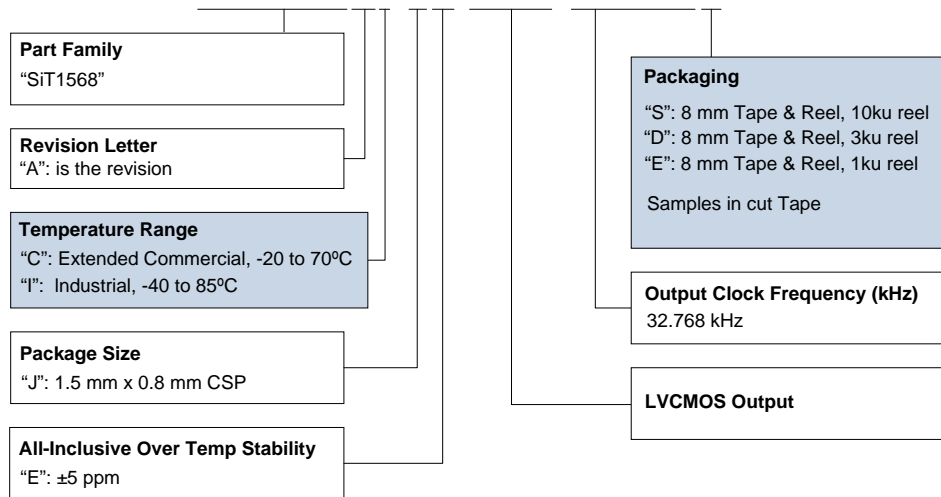 Part Family
“SiT1568”
Revision Letter
“A”: is the revision
Temperature Range
“C”: Extended Commercial, -20 to 70ºC
“I”: Industrial, -40 to 85ºC
Package Size
“J”: 1.5 mm x 0.8 mm CSP
All-Inclusive Over Temp Stability
“E”: ±5 ppm
Packaging
“S”: 8 mm Tape & Reel, 10ku reel
“D”: 8 mm Tape & Reel, 3ku reel
“E”: 8 mm Tape & Reel, 1ku reel
Samples in cut Tape
Output Clock Frequency (kHz)
32.768 kHz
LVCMOS Output